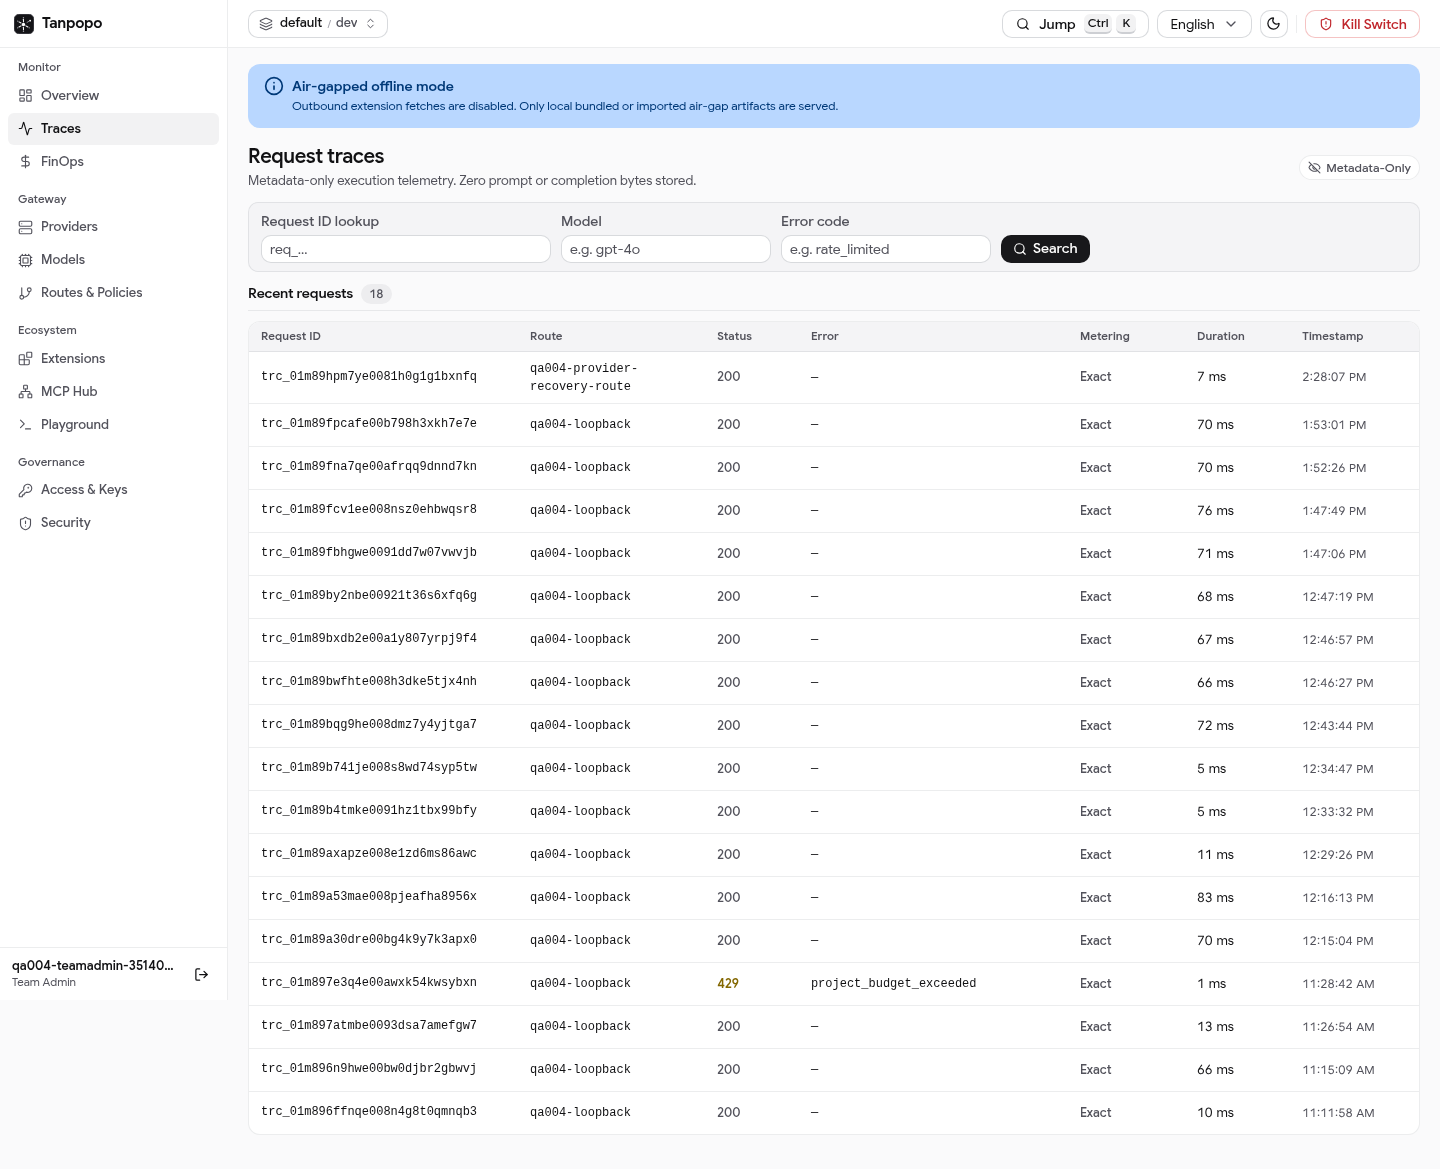 Tanpopo
default / dev
Jump Ctrl K
English
Kill Switch
Monitor
Overview
Traces
FinOps
Gateway
Providers
Models
Routes & Policies
Ecosystem
Extensions
MCP Hub
Playground
Governance
Access & Keys
Security
qa004-teamadmin-35140...
Team Admin
Air-gapped offline mode
Outbound extension fetches are disabled. Only local bundled or imported air-gap artifacts are served.
Request traces
Metadata-only execution telemetry. Zero prompt or completion bytes stored.
Metadata-Only
Request ID lookup Model Error code
req_... e.g. gpt-4o e.g. rate_limited Search
Recent requests 18
Request ID Route Status Error Metering Duration Timestamp
trc_01m89hpm7ye0081h0g1g1bxnfq qa004-provider-recovery-route 200 — Exact 7 ms 2:28:07 PM
trc_01m89fpcafe00b798h3xkh7e7e qa004-loopback 200 — Exact 70 ms 1:53:01 PM
trc_01m89fna7qe00afrqq9dnnd7kn qa004-loopback 200 — Exact 70 ms 1:52:26 PM
trc_01m89fcv1ee008nsz0ehbwqsr8 qa004-loopback 200 — Exact 76 ms 1:47:49 PM
trc_01m89fbhgwe0091dd7w07vwvjb qa004-loopback 200 — Exact 71 ms 1:47:06 PM
trc_01m89by2nbe00921t36s6xfq6g qa004-loopback 200 — Exact 68 ms 12:47:19 PM
trc_01m89bxdb2e00a1y807yrpj9f4 qa004-loopback 200 — Exact 67 ms 12:46:57 PM
trc_01m89bwfhte008h3dke5tjx4nh qa004-loopback 200 — Exact 66 ms 12:46:27 PM
trc_01m89bqg9he008dmz7y4yjtga7 qa004-loopback 200 — Exact 72 ms 12:43:44 PM
trc_01m89b741je008s8wd74syp5tw qa004-loopback 200 — Exact 5 ms 12:34:47 PM
trc_01m89b4tmke0091hz1tbx99bfy qa004-loopback 200 — Exact 5 ms 12:33:32 PM
trc_01m89axapze008e1zd6ms86awc qa004-loopback 200 — Exact 11 ms 12:29:26 PM
trc_01m89a53mae008pjeafha8956x qa004-loopback 200 — Exact 83 ms 12:16:13 PM
trc_01m89a30dre00bg4k9y7k3apx0 qa004-loopback 200 — Exact 70 ms 12:15:04 PM
trc_01m897e3q4e00awxk54kwsybxn qa004-loopback 429 project_budget_exceeded Exact 1 ms 11:28:42 AM
trc_01m897atmbe0093dsa7amefgw7 qa004-loopback 200 — Exact 13 ms 11:26:54 AM
trc_01m896n9hwe00bw0djbr2gbwvj qa004-loopback 200 — Exact 66 ms 11:15:09 AM
trc_01m896ffnqe008n4g8t0qmnqb3 qa004-loopback 200 — Exact 10 ms 11:11:58 AM